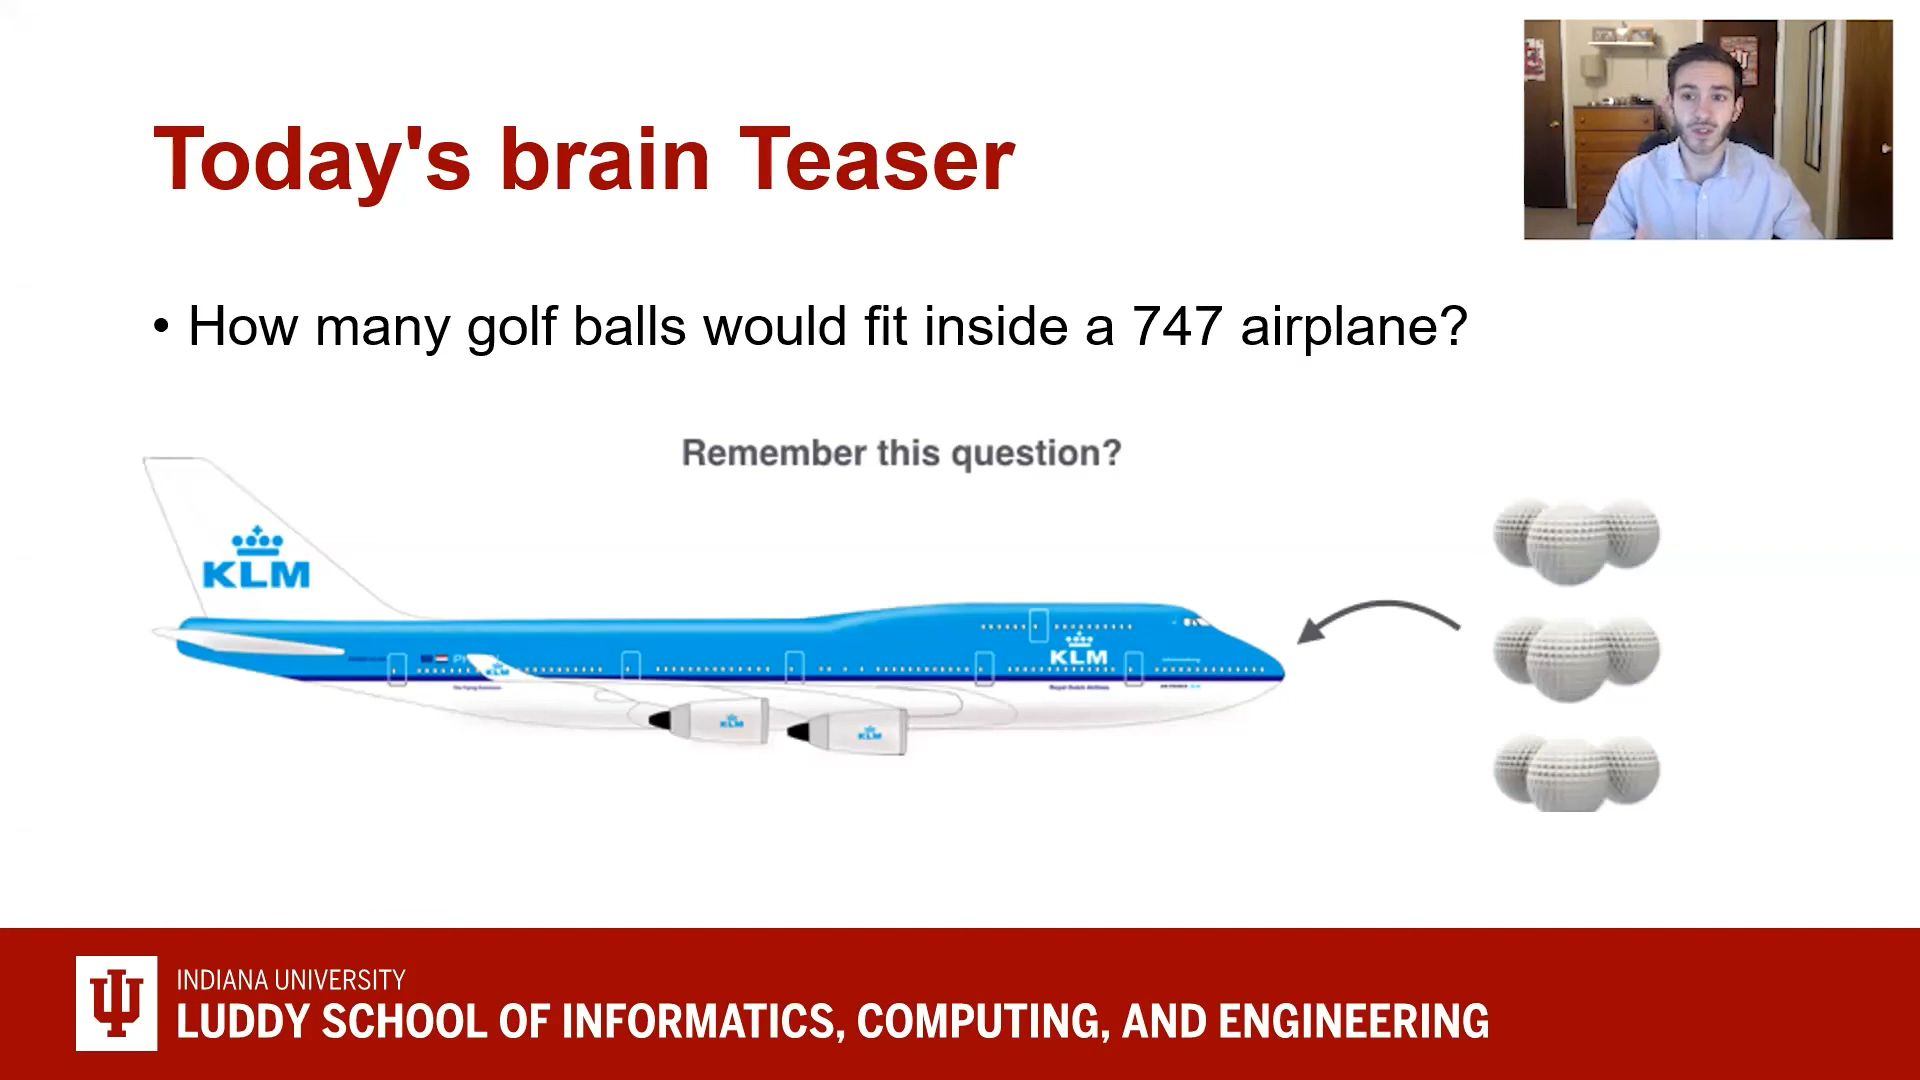 Today's brain Teaser
• How many golf balls would fit inside a 747 airplane?
Remember this question?
KLM
KLM
KLM
KLM
KLM
INDIANA UNIVERSITY
LUDDY SCHOOL OF INFORMATICS, COMPUTING, AND ENGINEERING